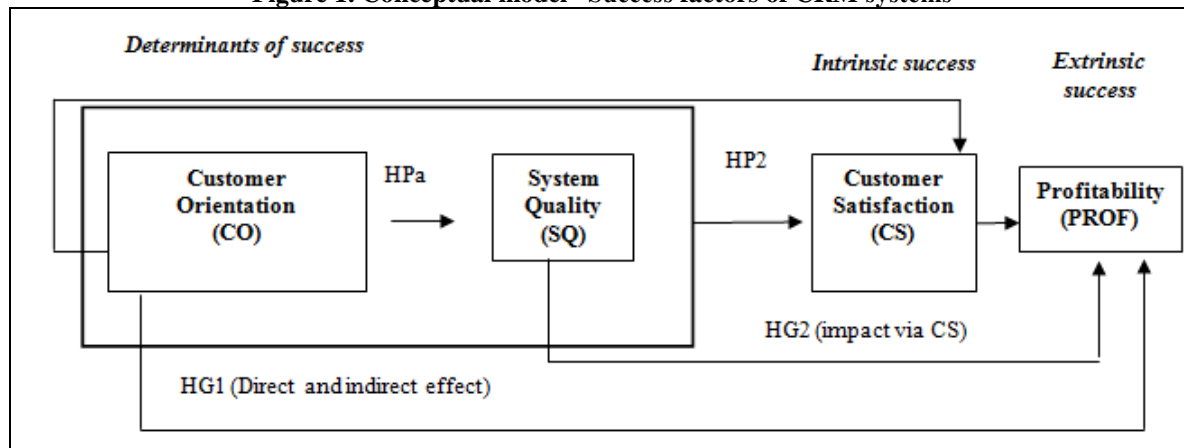 Figure 1. Conceptual model "Success factors of CRM systems"
Determinants of success
Intrinsic success
Extrinsic
success
Customer
Orientation
(CO)
HPa
System
Quality
(SQ)
HP2
Customer
Satisfaction
(CS)
Profitability
(PROF)
HG2 (impact via CS)
HG1 (Direct and indirect effect)